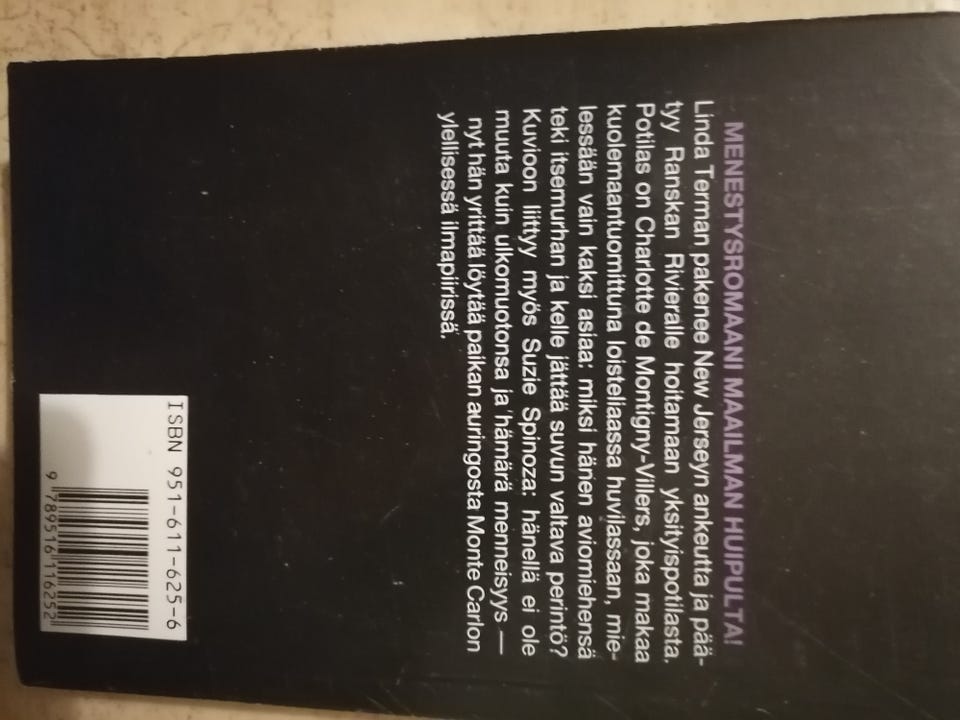 MENESTYSROMAANI MAAILMAN HUIPULTA!
Linda Terman pakenee New Jerseyn ankeutta ja pää-
tyy Ranskan Rivieralle hoitamaan yksityispotilasta.
Potilas on Charlotte de Montigny-Villers, joka makaa
kuolemaantuomittuna loisteliaassa huvilassaan, mie-
lessään vain kaksi asiaa: miksi hänen aviomiehensä
teki itsemurhan ja kelle jättää suvun valtava perintö?
Kuvioon liittyy myös Suzie Spinoza: hänellä ei ole
muuta kuin ulkomuotonsa ja hämärä menneisyys —
nyt hän yrittää löytää paikan auringosta Monte Carlon
ylellisessä ilmapiirissä.
ISBN 951-611-625-6
9 789516 116252